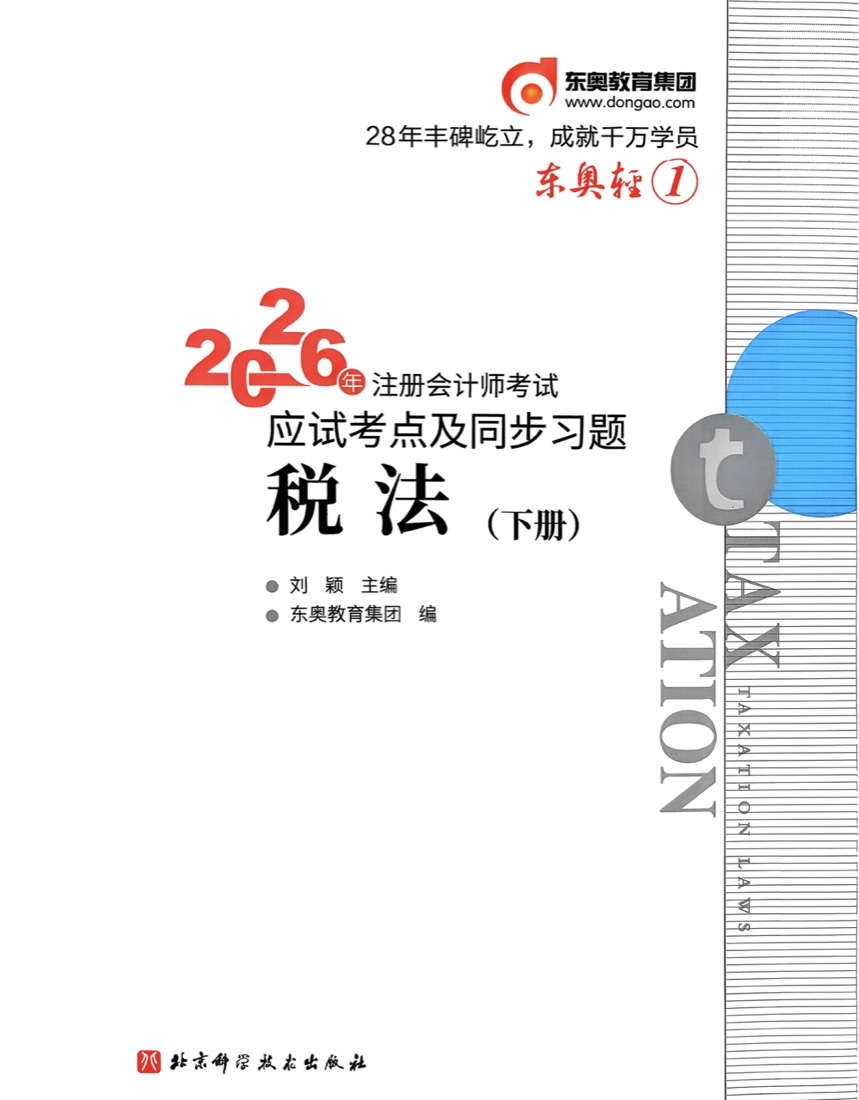 东奥教育集团
www.dongao.com
28年丰碑屹立，成就千万学员
东奥轻①
2026年 注册会计师考试
应试考点及同步习题
税法（下册）
刘颖 主编
东奥教育集团 编
t
TAX
ATION
TAXATION LAWS
北京科学技术出版社